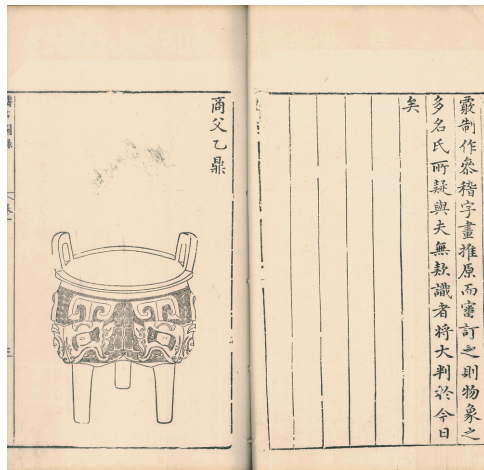 覈制作參稽字畫推原而審訂之則物象之
多名氏所疑與夫無款識者將大判於今日
矣
商父乙鼎
三